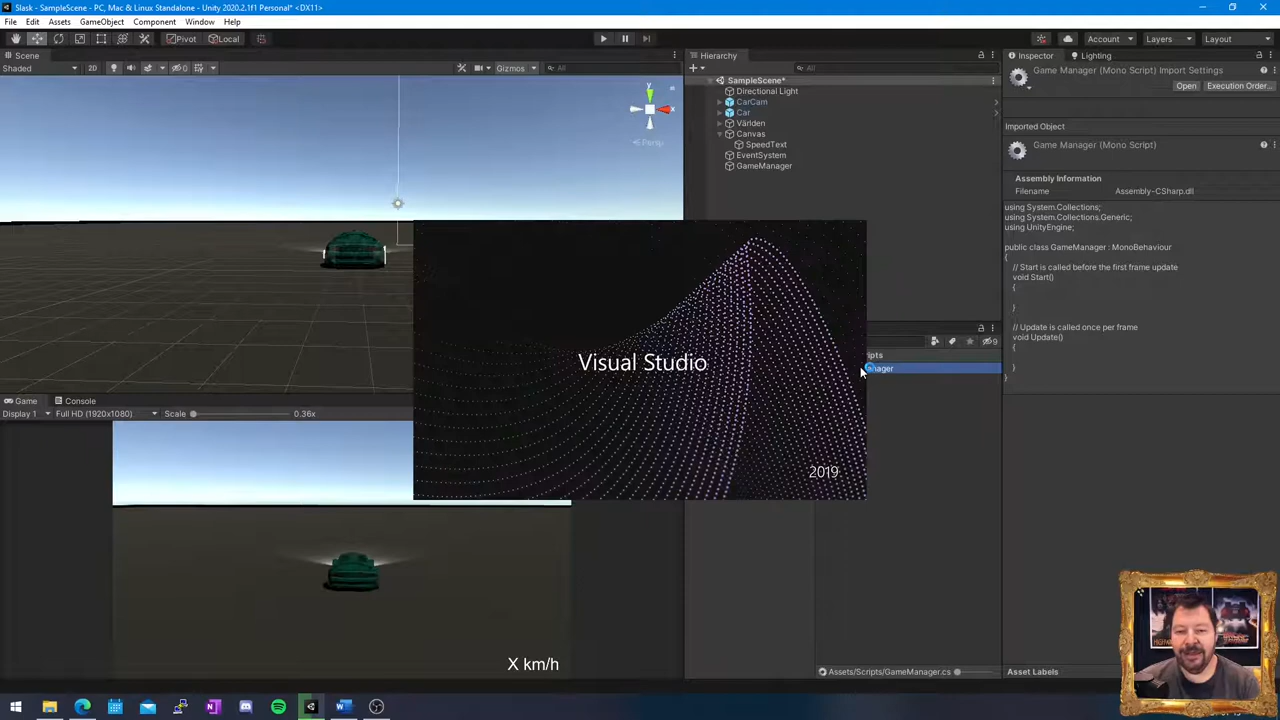 Slask - SampleScene - PC, Mac & Linux Standalone - Unity 2020.2.1f1 Personal* <DX11>
File Edit Assets GameObject Component Window Help
Pivot Local Account Layers Layout
Scene
Shaded 2D 0 Gizmos All
y
x
Persp
Game Console
Display 1 Full HD (1920x1080) Scale 0.36x
X km/h
Visual Studio
2019
Hierarchy
All
SampleScene*
Directional Light
CarCam
Car
Världen
Canvas
SpeedText
EventSystem
GameManager
9
ipts
anager
Assets/Scripts/GameManager.cs
Inspector Lighting
Game Manager (Mono Script) Import Settings
Open Execution Order...
Imported Object
Game Manager (Mono Script)
Assembly Information
Filename Assembly-CSharp.dll
using System.Collections;
using System.Collections.Generic;
using UnityEngine;
public class GameManager : MonoBehaviour
{
// Start is called before the first frame update
void Start()
{
}
// Update is called once per frame
void Update()
{
}
}
Asset Labels